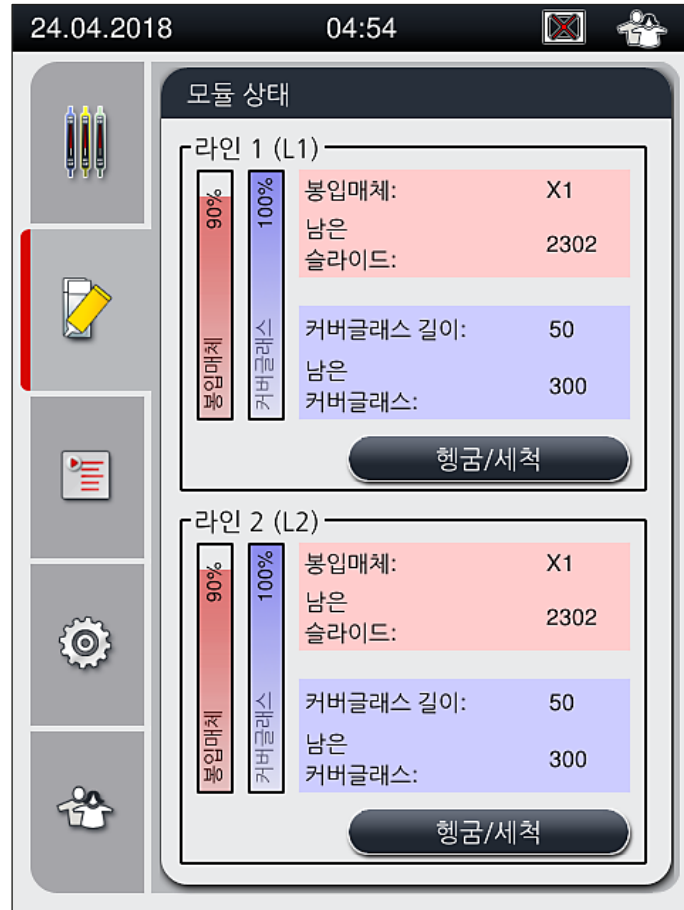 24.04.2018 04:54
모듈 상태
라인 1 (L1)
90%
봉입매체
100%
커버글래스
봉입매체: X1
남은
슬라이드: 2302
커버글래스 길이: 50
남은
커버글래스: 300
헹굼/세척
라인 2 (L2)
90%
봉입매체
100%
커버글래스
봉입매체: X1
남은
슬라이드: 2302
커버글래스 길이: 50
남은
커버글래스: 300
헹굼/세척